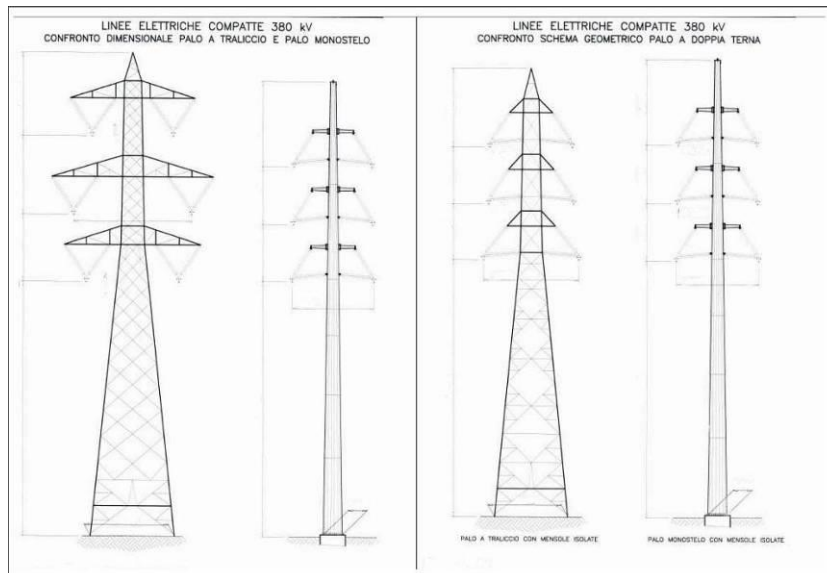 LINEE ELETTRICHE COMPATTE 380 kV
CONFRONTO DIMENSIONALE PALO A TRALICCIO E PALO MONOSTELO
LINEE ELETTRICHE COMPATTE 380 kV
CONFRONTO SCHEMA GEOMETRICO PALO A DOPPIA TERNA
PALO A TRALICCIO CON MENSOLE ISOLATE
PALO MONOSTELO CON MENSOLE ISOLATE